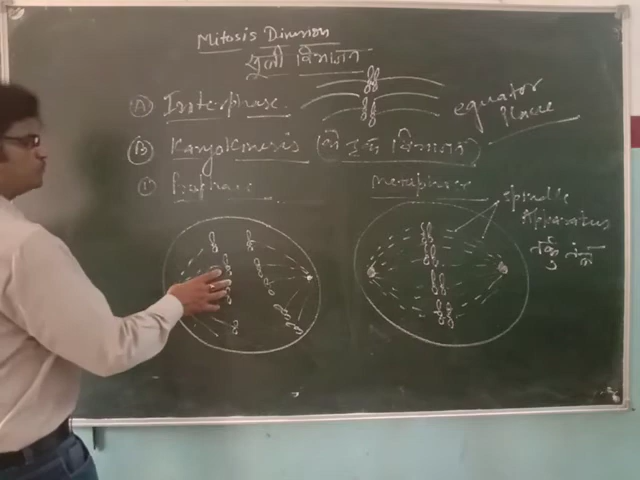 Mitosis Division
सूत्री विभाजन
(A) Interphase
equator
plane
(B) Karyokinesis (केन्द्रक विभाजन)
(1) Prophase
Metaphase
spindle
Apparatus
तर्कु तंत्र